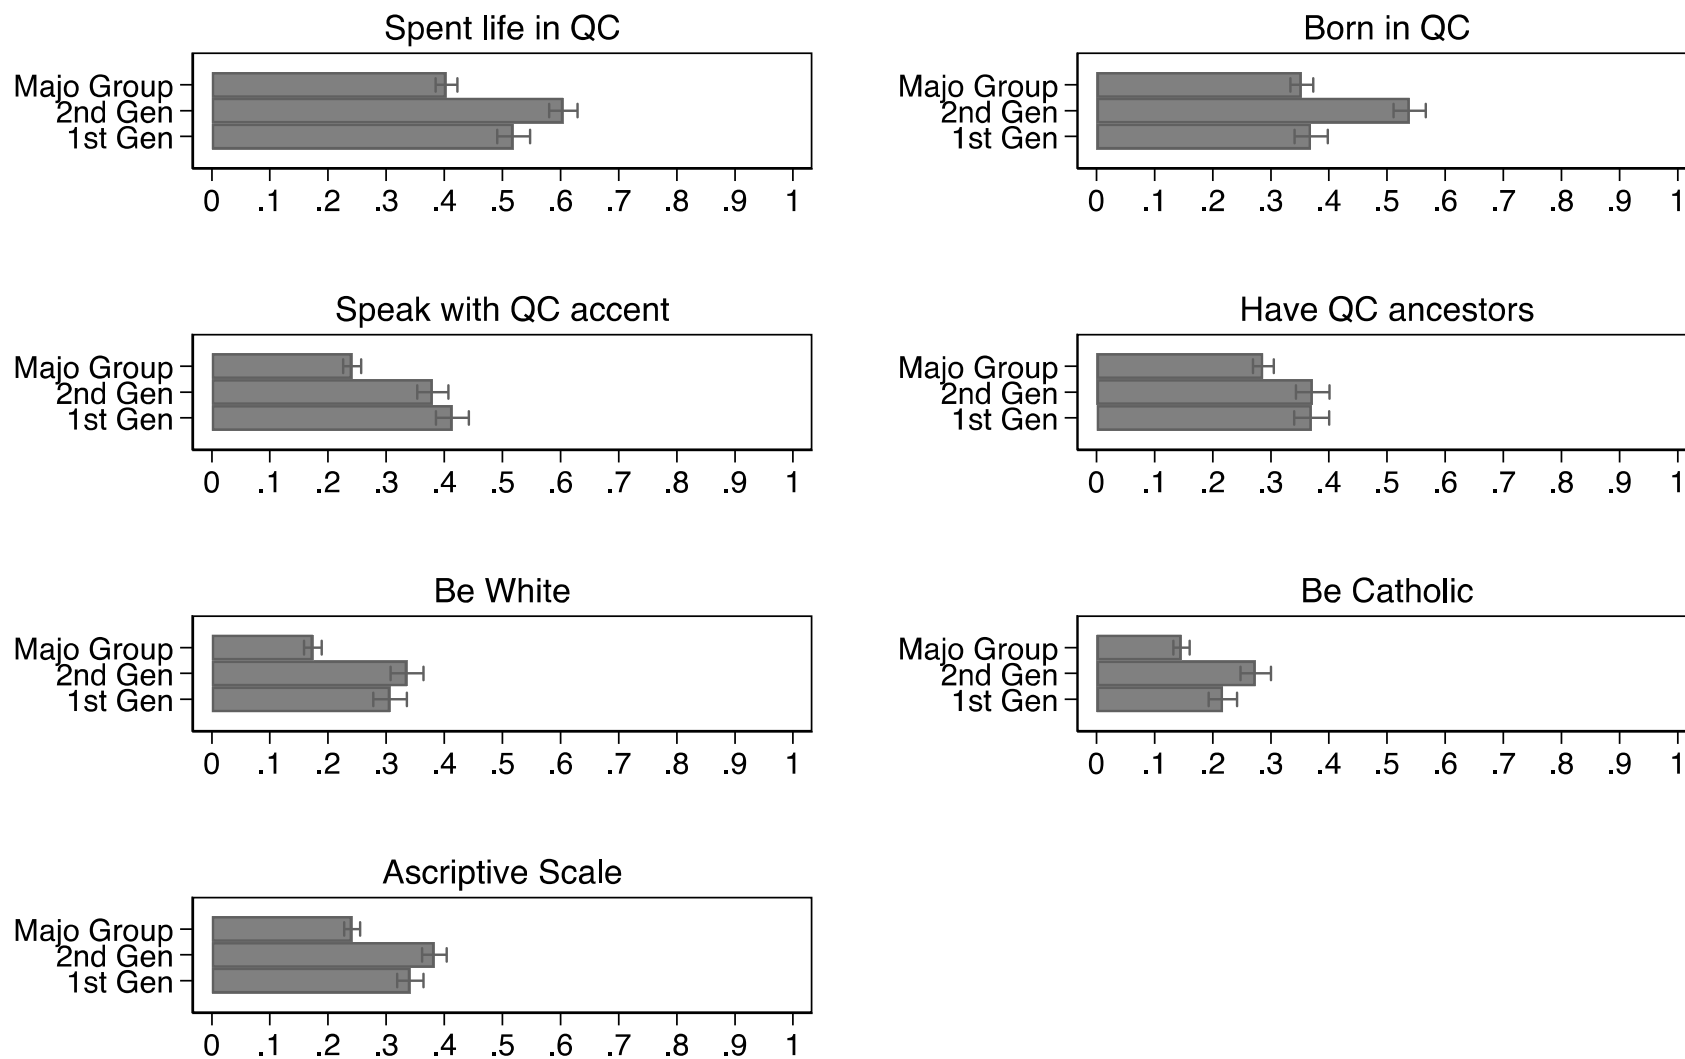 Spent life in QC
Majo Group
2nd Gen
1st Gen
0 .1 .2 .3 .4 .5 .6 .7 .8 .9 1
Born in QC
Majo Group
2nd Gen
1st Gen
0 .1 .2 .3 .4 .5 .6 .7 .8 .9 1
Speak with QC accent
Majo Group
2nd Gen
1st Gen
0 .1 .2 .3 .4 .5 .6 .7 .8 .9 1
Have QC ancestors
Majo Group
2nd Gen
1st Gen
0 .1 .2 .3 .4 .5 .6 .7 .8 .9 1
Be White
Majo Group
2nd Gen
1st Gen
0 .1 .2 .3 .4 .5 .6 .7 .8 .9 1
Be Catholic
Majo Group
2nd Gen
1st Gen
0 .1 .2 .3 .4 .5 .6 .7 .8 .9 1
Ascriptive Scale
Majo Group
2nd Gen
1st Gen
0 .1 .2 .3 .4 .5 .6 .7 .8 .9 1